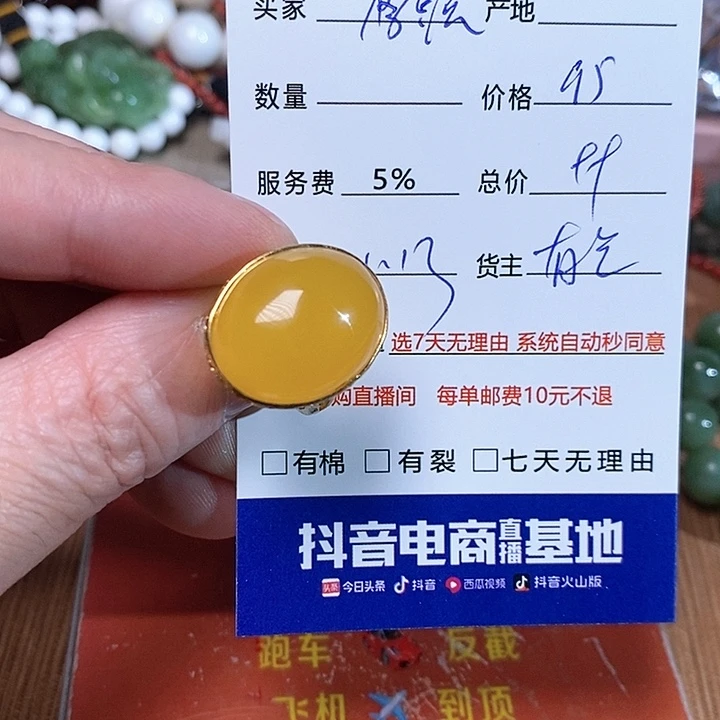 买家 产地
数量 价格 95
服务费 5% 总价
货主
选7天无理由 系统自动秒同意
购直播间 每单邮费10元不退
□有棉 □有裂 □七天无理由
抖音电商直播基地
头条 今日头条 抖音 西瓜视频 抖音火山版
跑车 反截
飞机 到顶